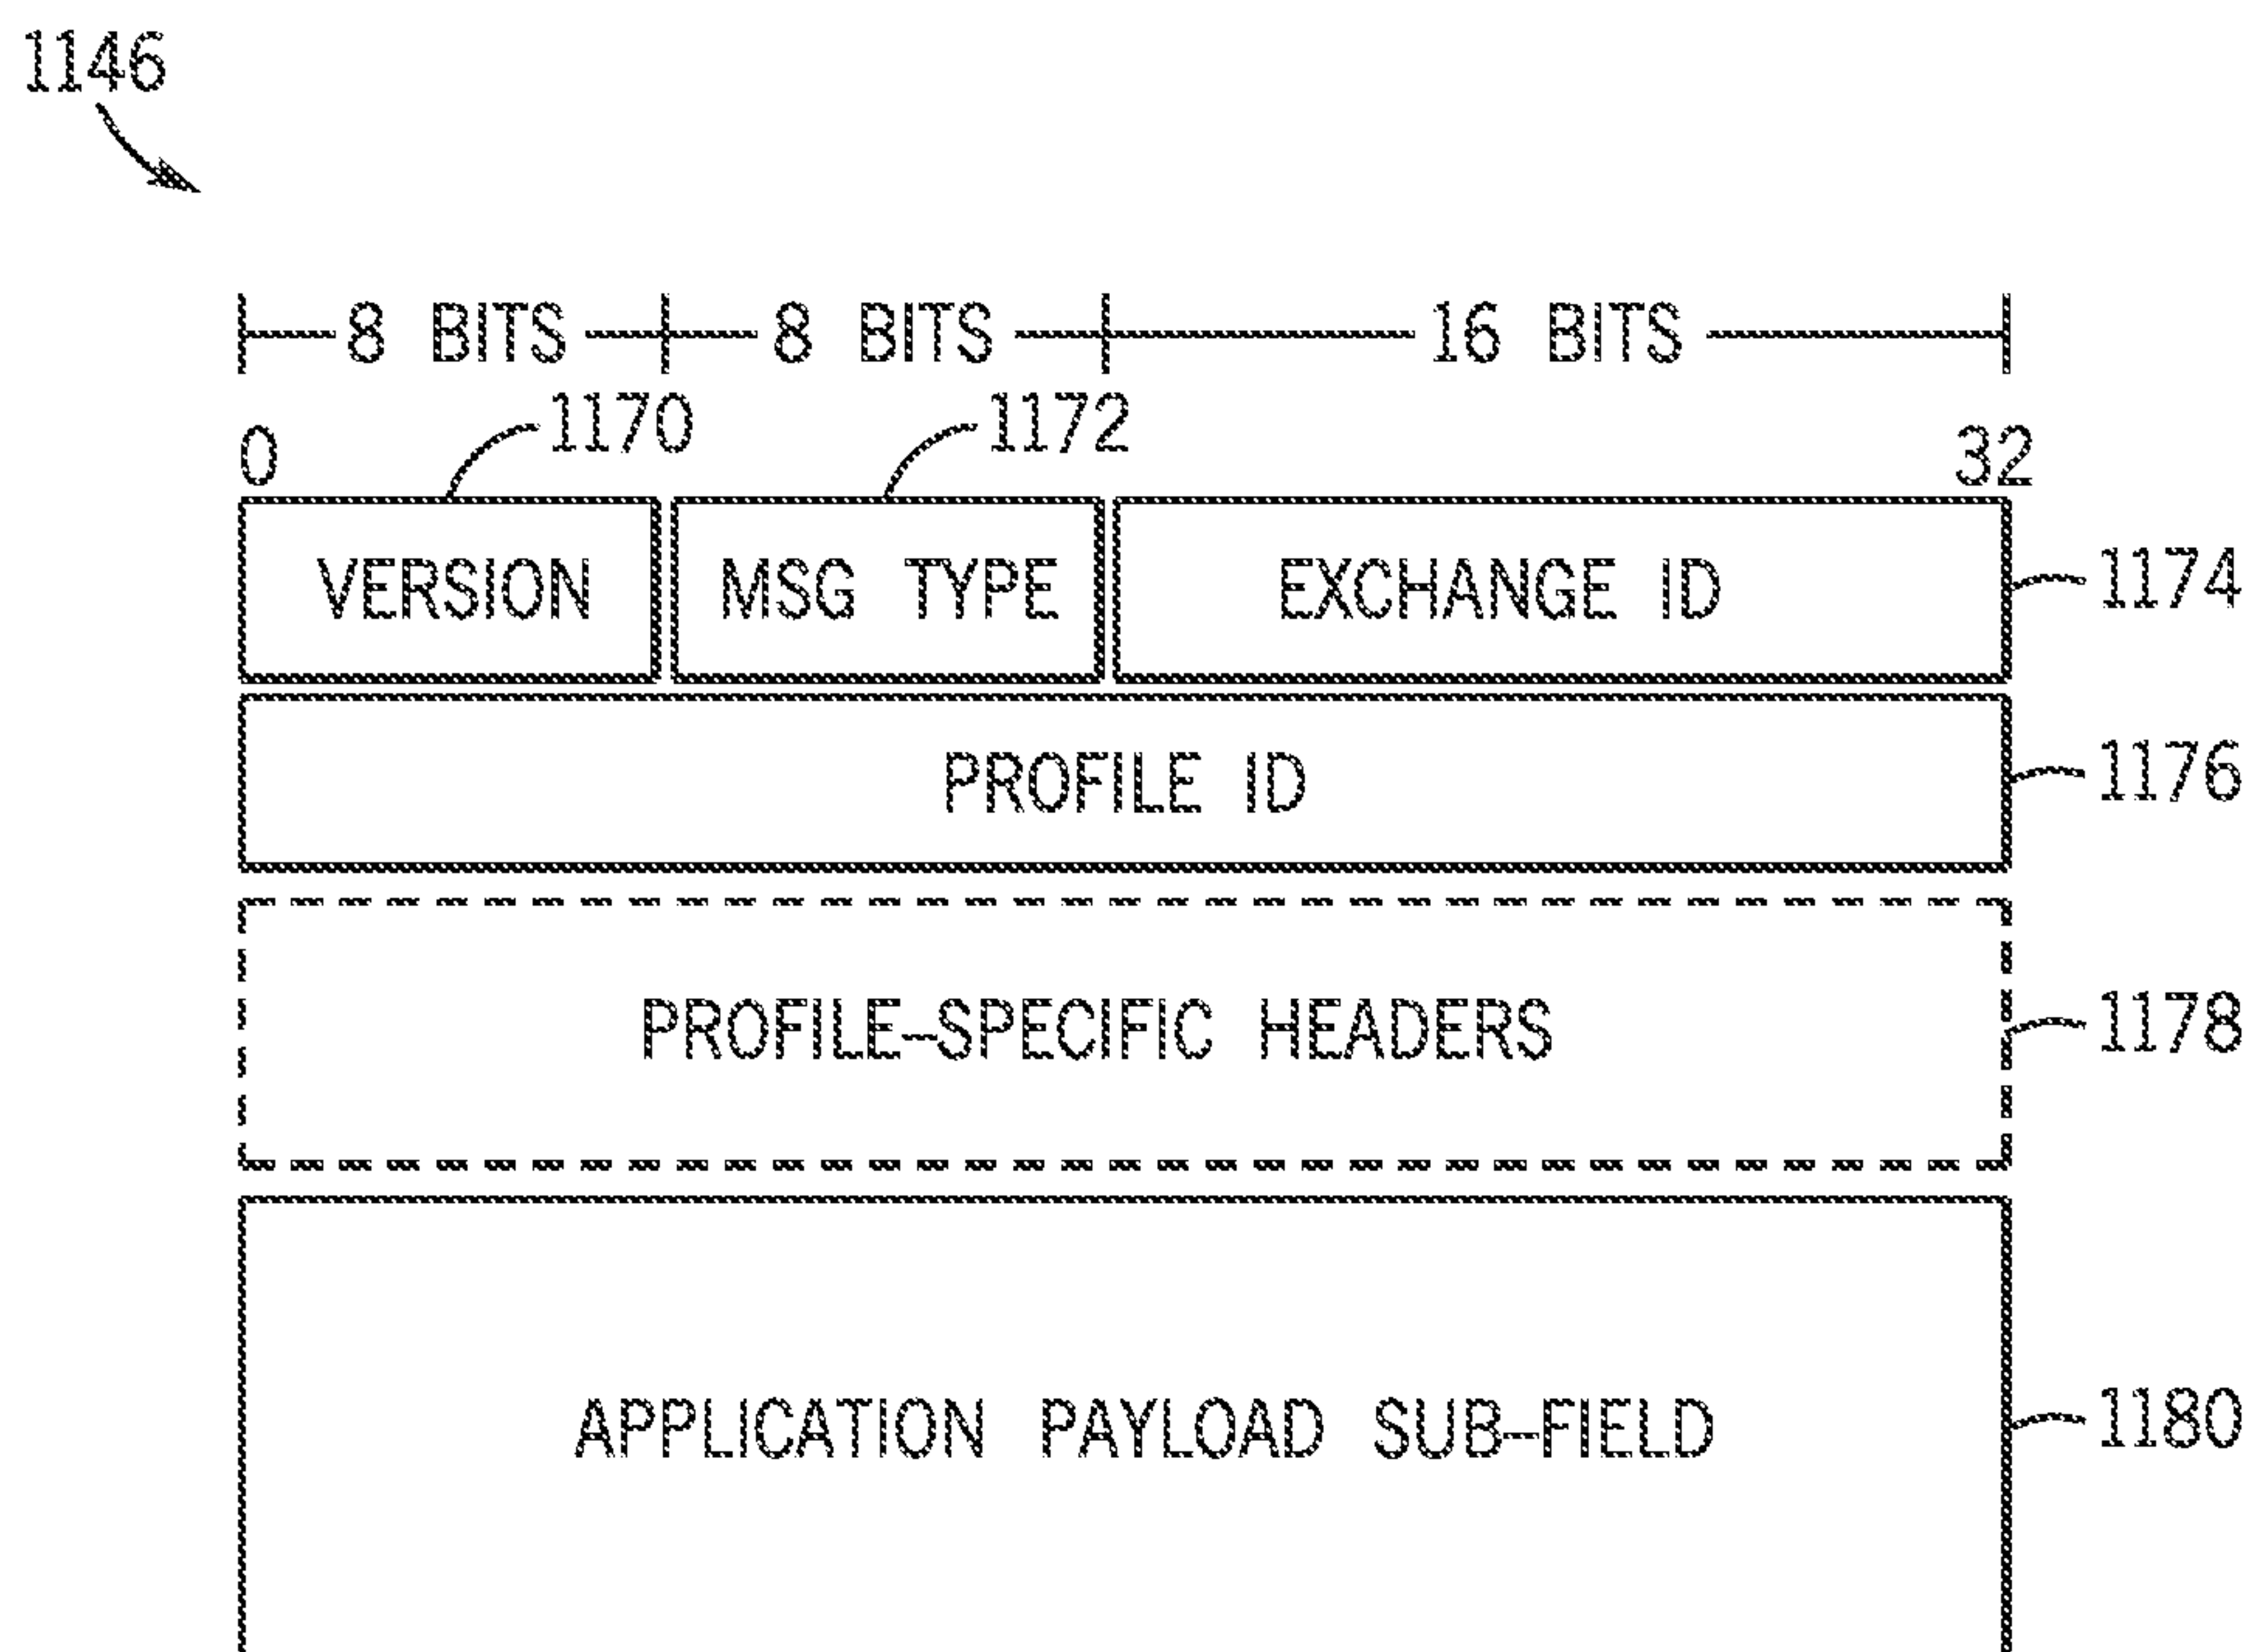 1146
8 BITS 8 BITS 16 BITS
1170 1172
0 32
VERSION MSG TYPE EXCHANGE ID 1174
PROFILE ID 1176
PROFILE-SPECIFIC HEADERS 1178
APPLICATION PAYLOAD SUB-FIELD 1180